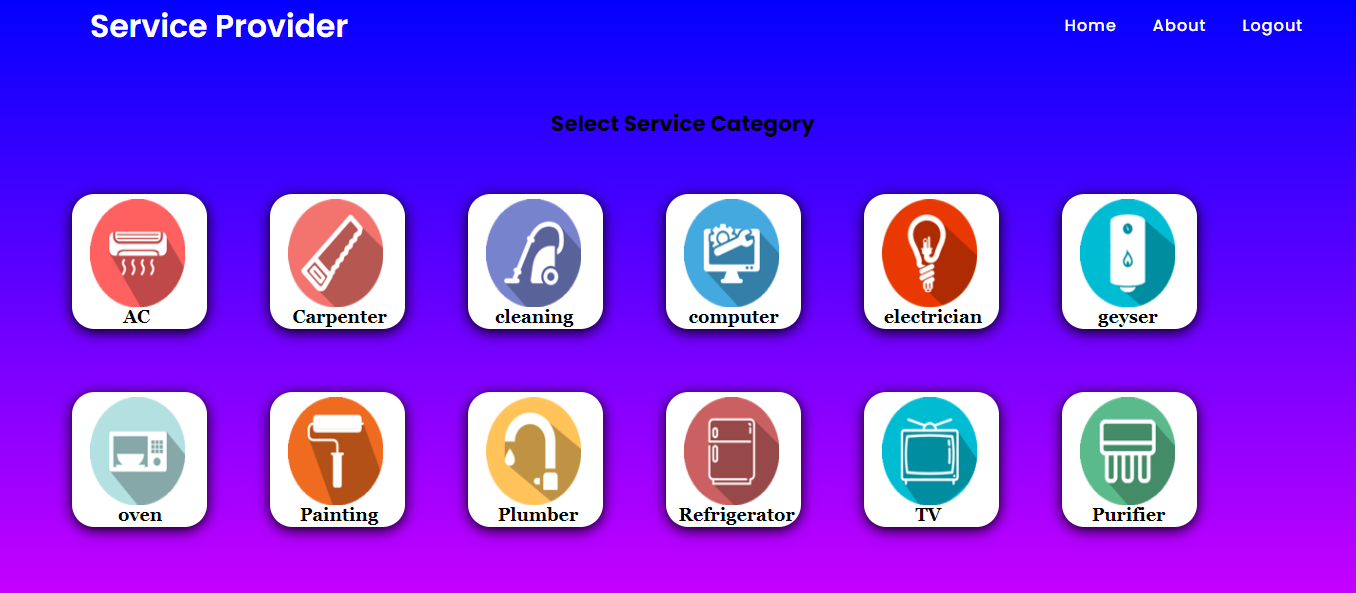 Service Provider
Home About Logout
Select Service Category
AC Carpenter cleaning computer electrician geyser
oven Painting Plumber Refrigerator TV Purifier